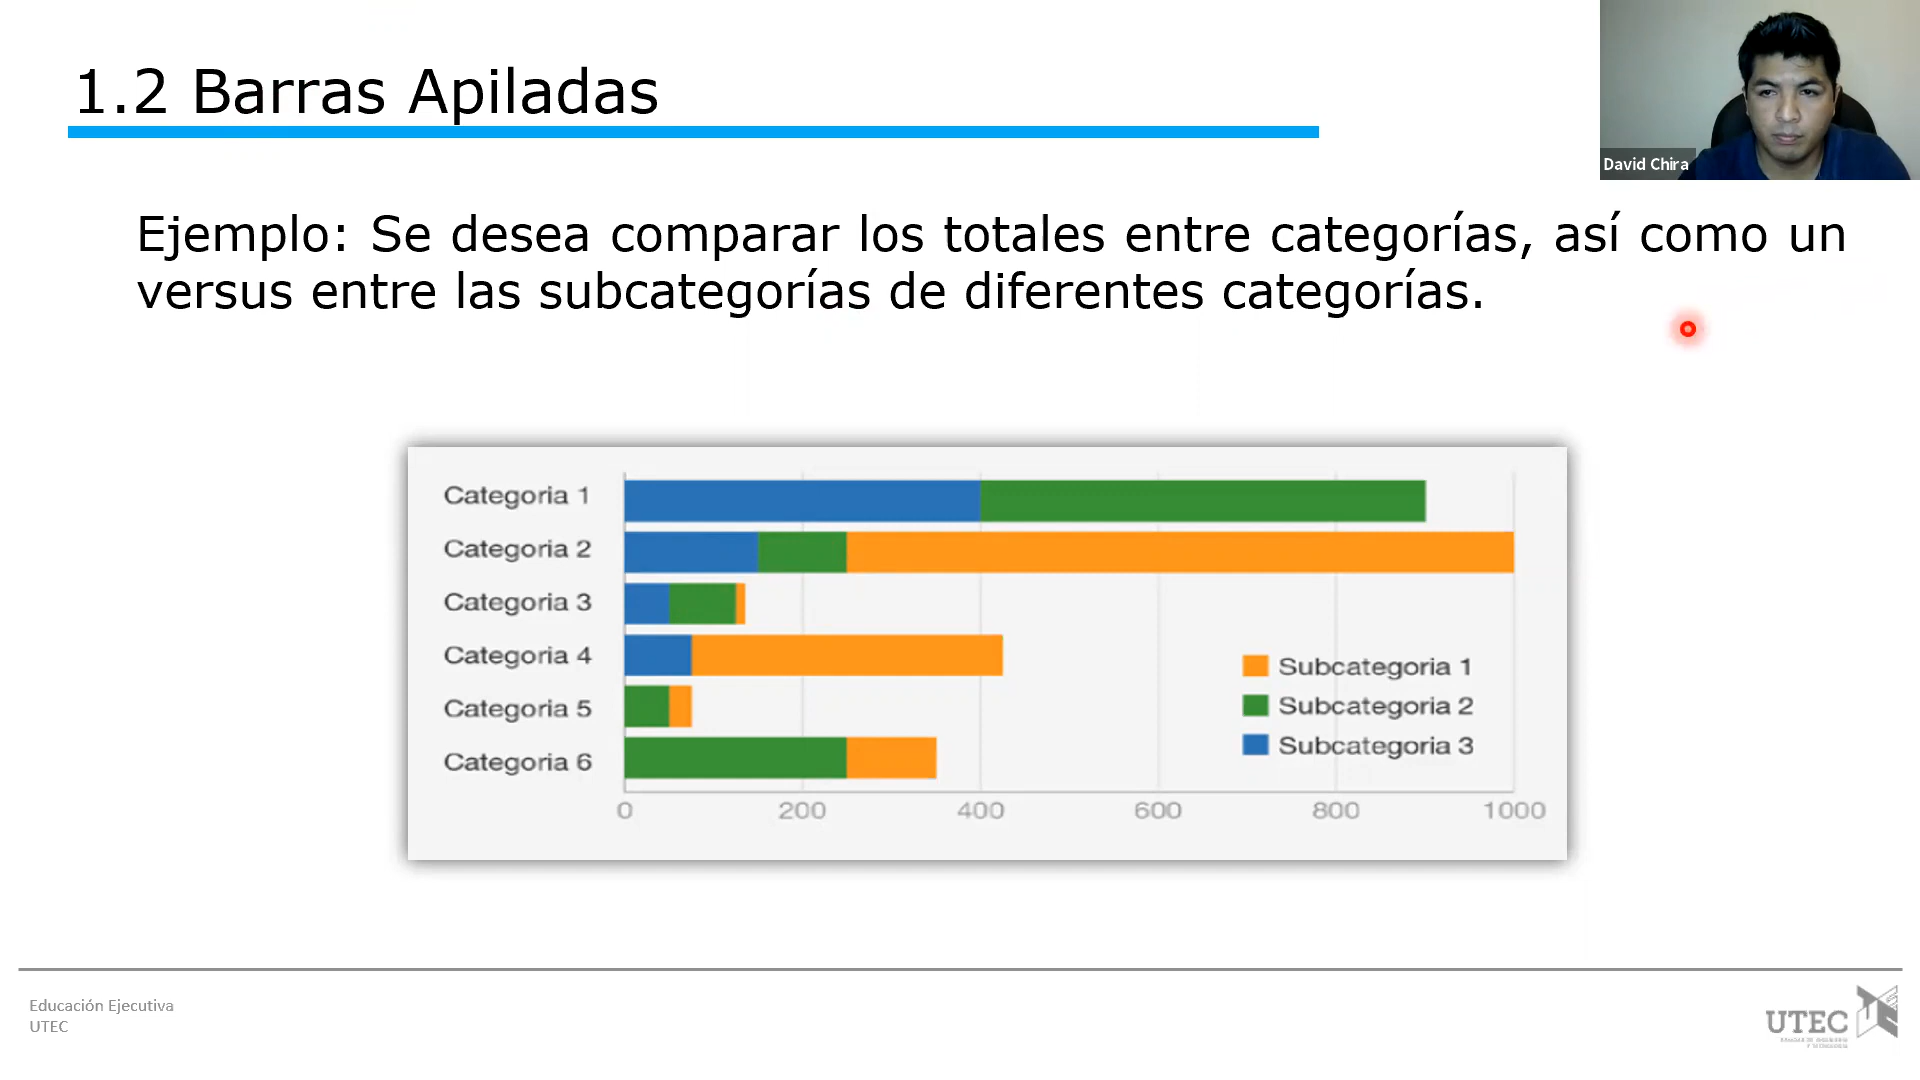 1.2 Barras Apiladas
David Chira
Ejemplo: Se desea comparar los totales entre categorías, así como un
versus entre las subcategorías de diferentes categorías.
Categoria 1
Categoria 2
Categoria 3
Categoria 4
Categoria 5
Categoria 6
Subcategoria 1
Subcategoria 2
Subcategoria 3
0 200 400 600 800 1000
Educación Ejecutiva
UTEC
UTEC